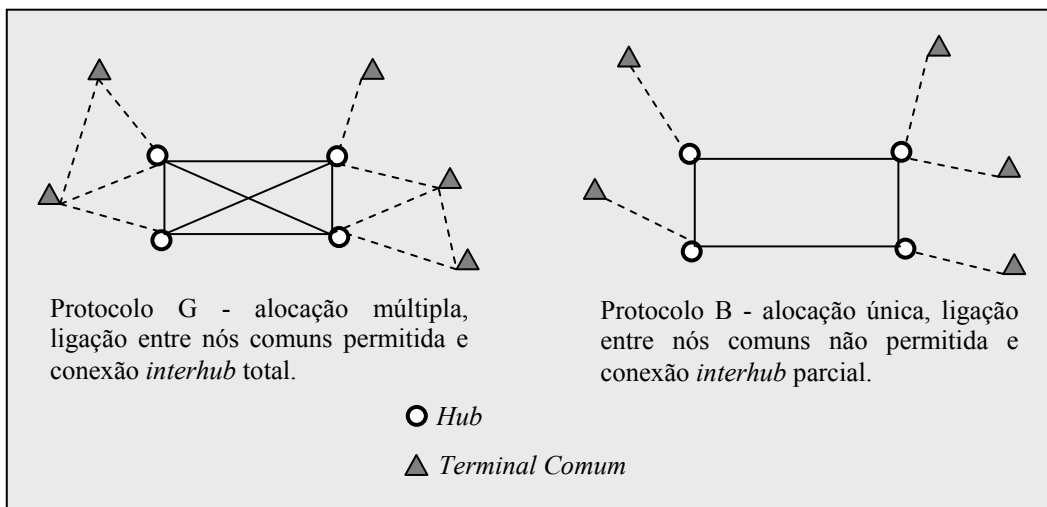 Protocolo G - alocação múltipla,
ligação entre nós comuns permitida e
conexão interhub total.
Protocolo B - alocação única, ligação
entre nós comuns não permitida e
conexão interhub parcial.
Hub
Terminal Comum